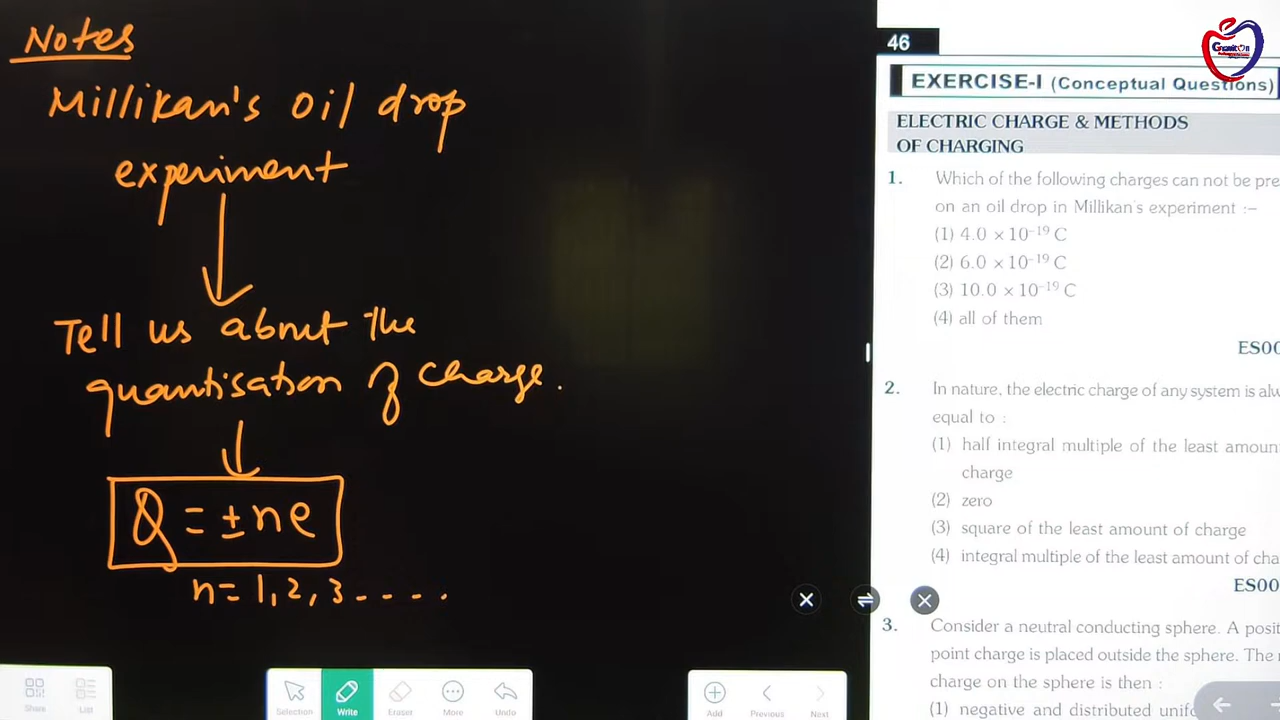 Notes
Millikan's oil drop
experiment
Tell us about the
quantisation of charge.
Q = ±ne
n = 1, 2, 3 - - - -
46
EXERCISE-I (Conceptual Questions)
ELECTRIC CHARGE & METHODS
OF CHARGING
1. Which of the following charges can not be pre
on an oil drop in Millikan's experiment :–
(1) 4.0 × 10⁻¹⁹ C
(2) 6.0 × 10⁻¹⁹ C
(3) 10.0 × 10⁻¹⁹ C
(4) all of them
ES00
2. In nature, the electric charge of any system is alw
equal to :
(1) half integral multiple of the least amoun
charge
(2) zero
(3) square of the least amount of charge
(4) integral multiple of the least amount of cha
ES00
3. Consider a neutral conducting sphere. A posit
point charge is placed outside the sphere. The n
charge on the sphere is then :
(1) negative and distributed unifo
Share
List
Selection
Write
Eraser
More
Undo
Add
Previous
Next